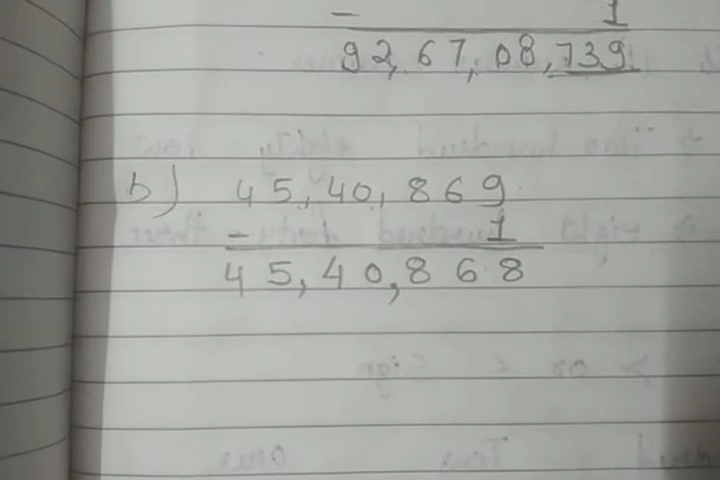 - 1
92,67,08,739
b) 45,40,869
- 1
45,40,868